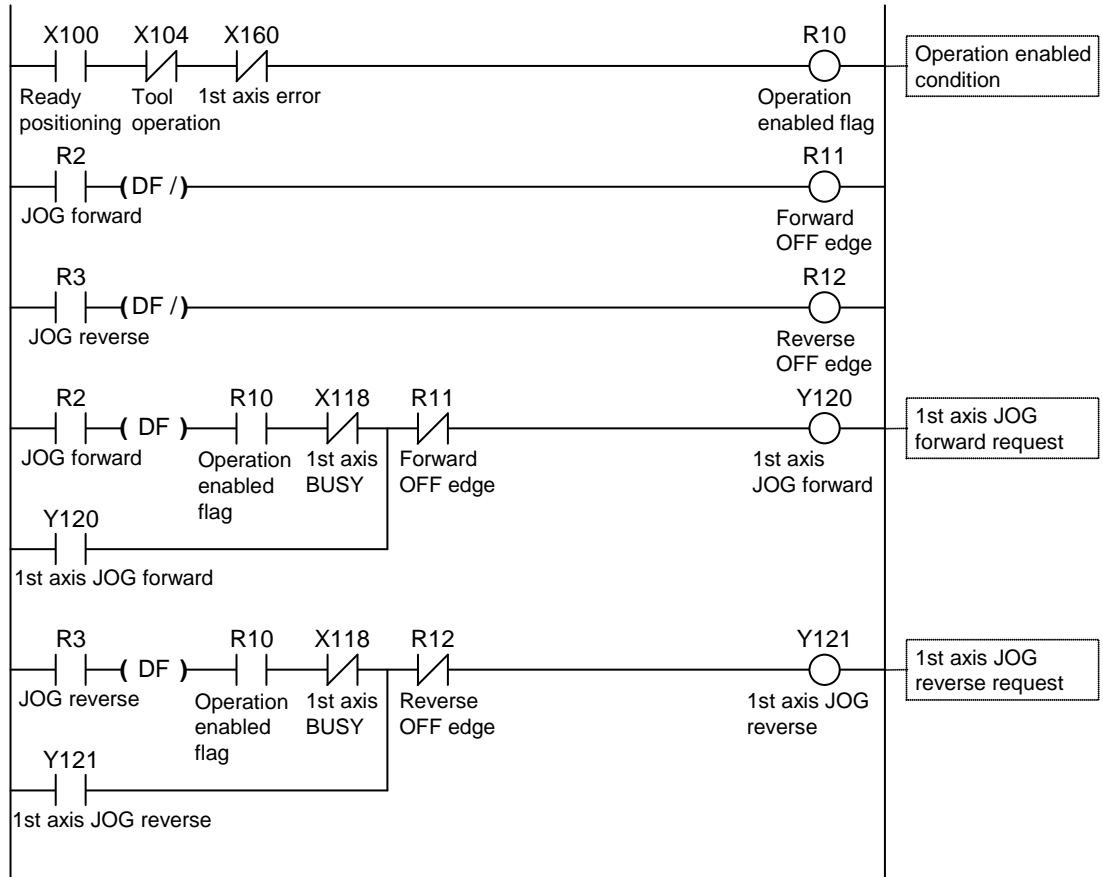 X100 X104 X160 R10
Ready positioning
Tool operation
1st axis error
Operation enabled flag
Operation enabled condition
R2 R11
(DF /)
JOG forward
Forward OFF edge
R3 R12
(DF /)
JOG reverse
Reverse OFF edge
R2 R10 X118 R11 Y120
( DF )
JOG forward
Operation enabled flag
1st axis BUSY
Forward OFF edge
1st axis JOG forward
1st axis JOG forward request
Y120
1st axis JOG forward
R3 R10 X118 R12 Y121
( DF )
JOG reverse
Operation enabled flag
1st axis BUSY
Reverse OFF edge
1st axis JOG reverse
1st axis JOG reverse request
Y121
1st axis JOG reverse